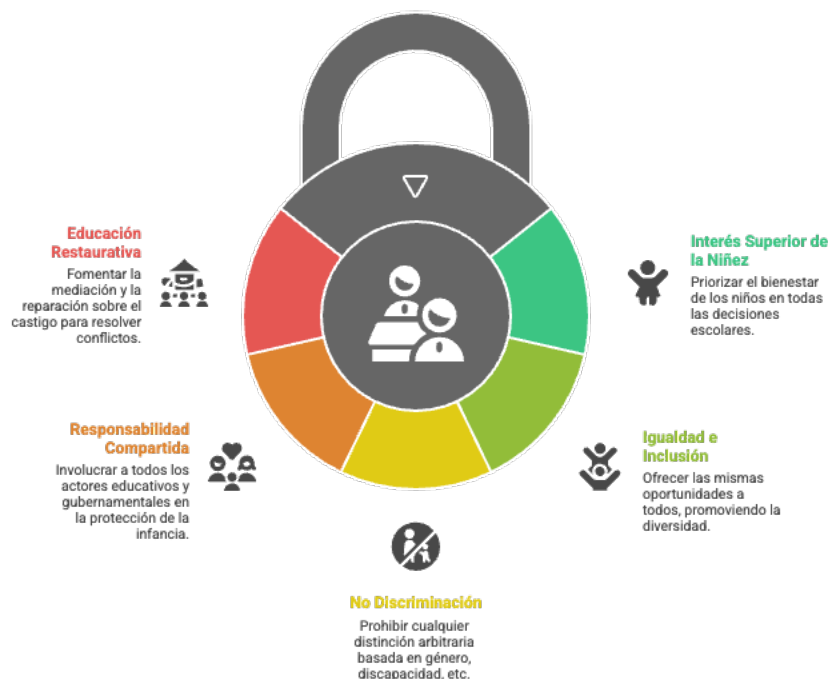 Educación
Restaurativa
Fomentar la
mediación y la
reparación sobre el
castigo para resolver
conflictos.
Interés Superior de
la Niñez
Priorizar el bienestar
de los niños en todas
las decisiones
escolares.
Responsabilidad
Compartida
Involucrar a todos los
actores educativos y
gubernamentales en
la protección de la
infancia.
Igualdad e
Inclusión
Ofrecer las mismas
oportunidades a
todos, promoviendo la
diversidad.
No Discriminación
Prohibir cualquier
distinción arbitraria
basada en género,
discapacidad, etc.